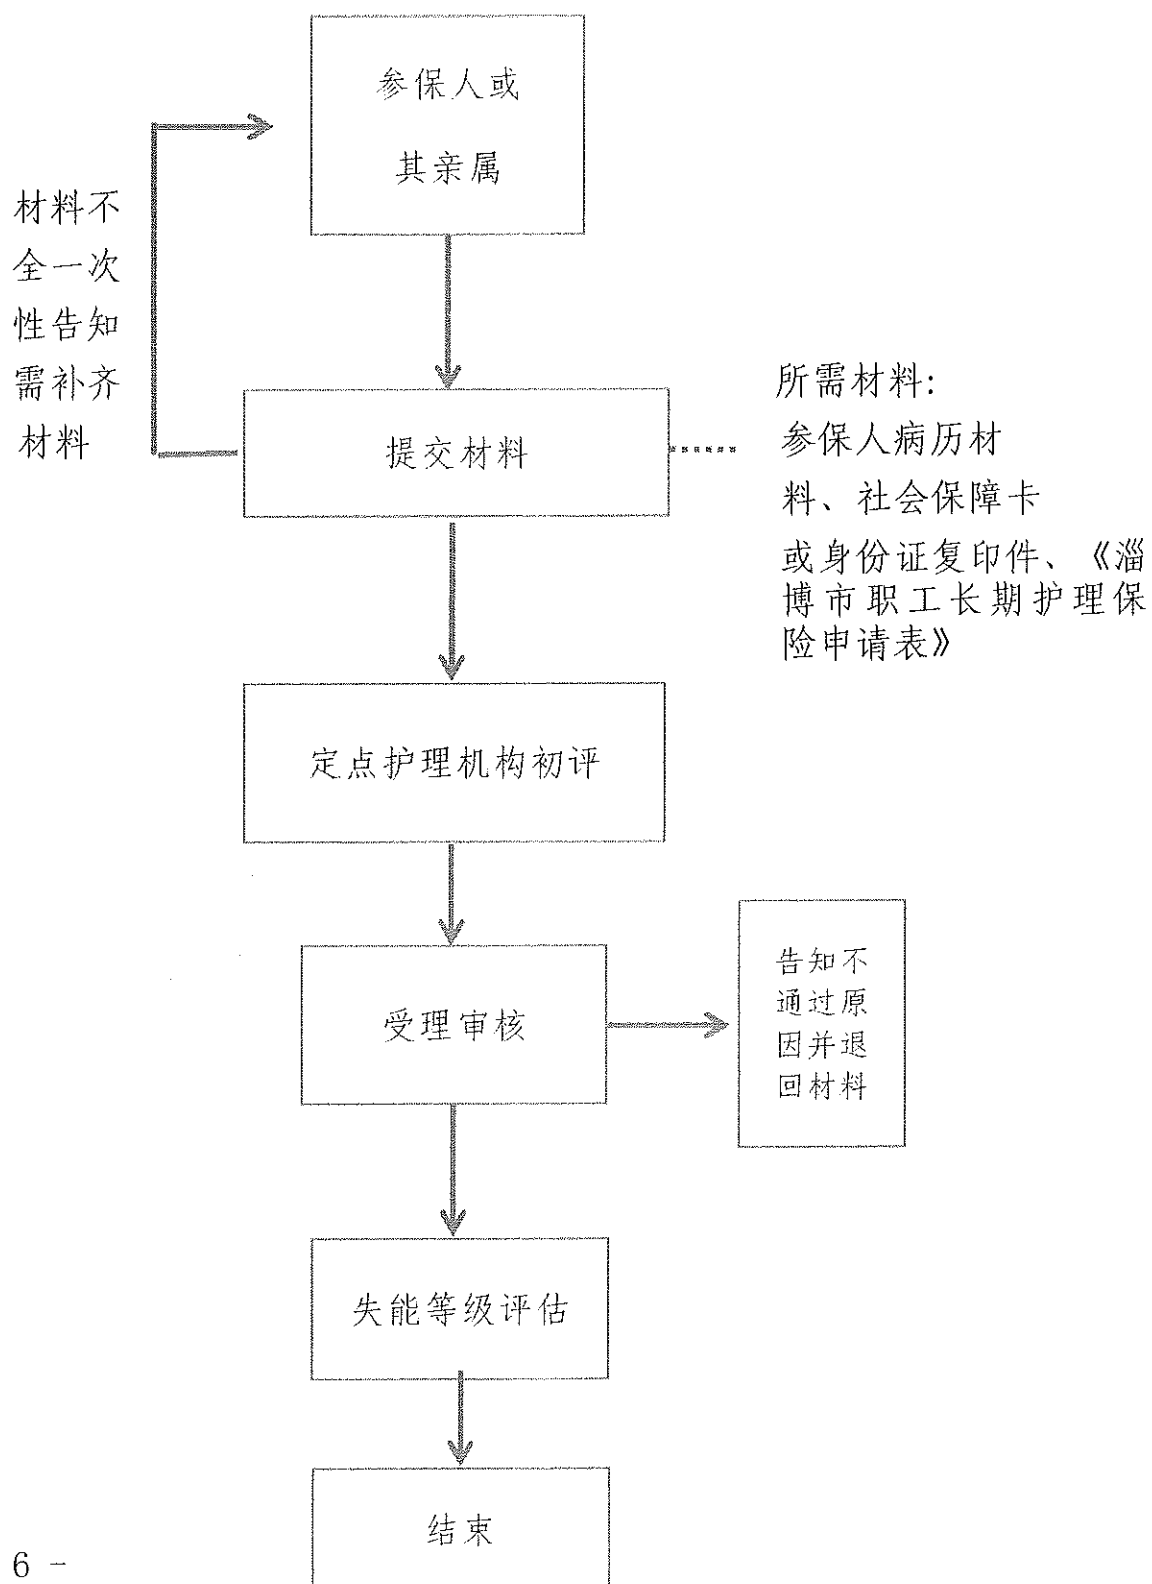 参保人或
其亲属
材料不
全一次
性告知
需补齐
材料
提交材料
所需材料:
参保人病历材
料、社会保障卡
或身份证复印件、《淄
博市职工长期护理保
险申请表》
定点护理机构初评
受理审核
告知不
通过原
因并退
回材料
失能等级评估
结束
6 -